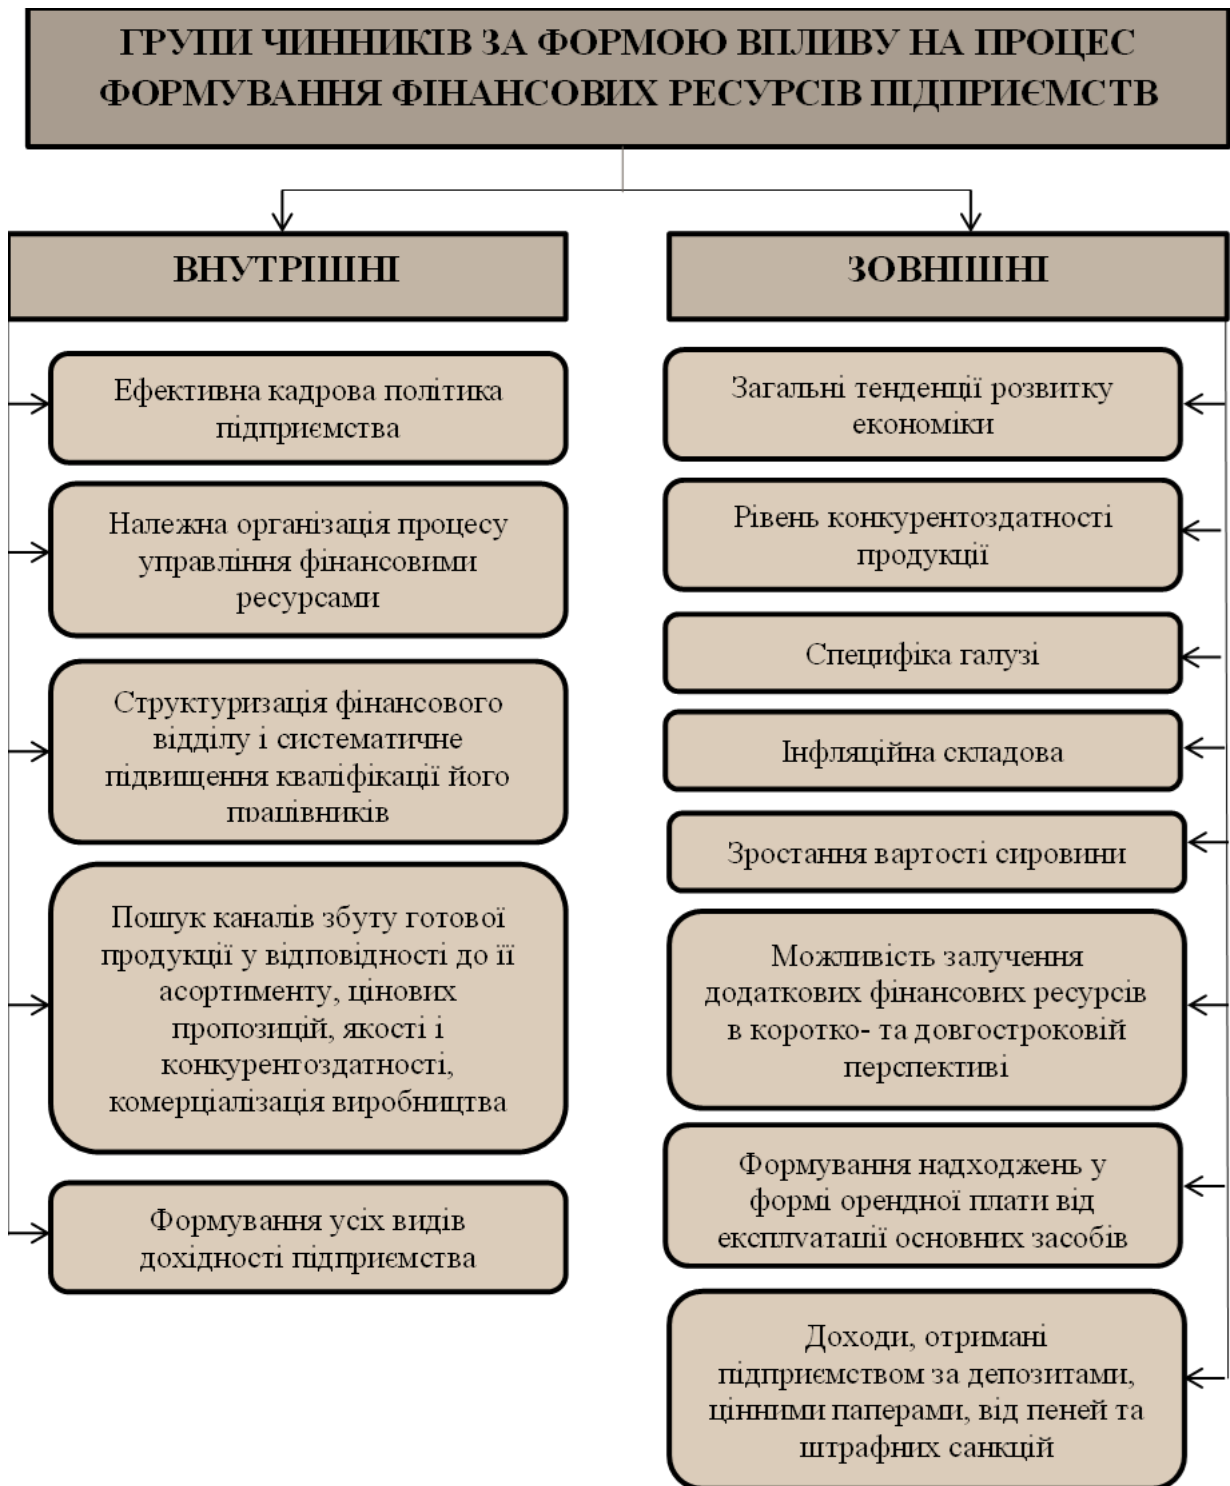 ГРУПИ ЧИННИКІВ ЗА ФОРМОЮ ВПЛИВУ НА ПРОЦЕС
ФОРМУВАННЯ ФІНАНСОВИХ РЕСУРСІВ ПІДПРИЄМСТВ
ВНУТРІШНІ
Ефективна кадрова політика
підприємства
Належна організація процесу
управління фінансовими
ресурсами
Структуризація фінансового
відділу і систематичне
підвищення кваліфікації його
працівників
Пошук каналів збуту готової
продукції у відповідності до її
асортименту, цінових
пропозицій, якості і
конкурентоздатності,
комерціалізація виробництва
Формування усіх видів
дохідності підприємства
ЗОВНІШНІ
Загальні тенденції розвитку
економіки
Рівень конкурентоздатності
продукції
Специфіка галузі
Інфляційна складова
Зростання вартості сировини
Можливість залучення
додаткових фінансових ресурсів
в коротко- та довгостроковій
перспективі
Формування надходжень у
формі орендної плати від
експлуатації основних засобів
Доходи, отримані
підприємством за депозитами,
цінними паперами, від пеней та
штрафних санкцій